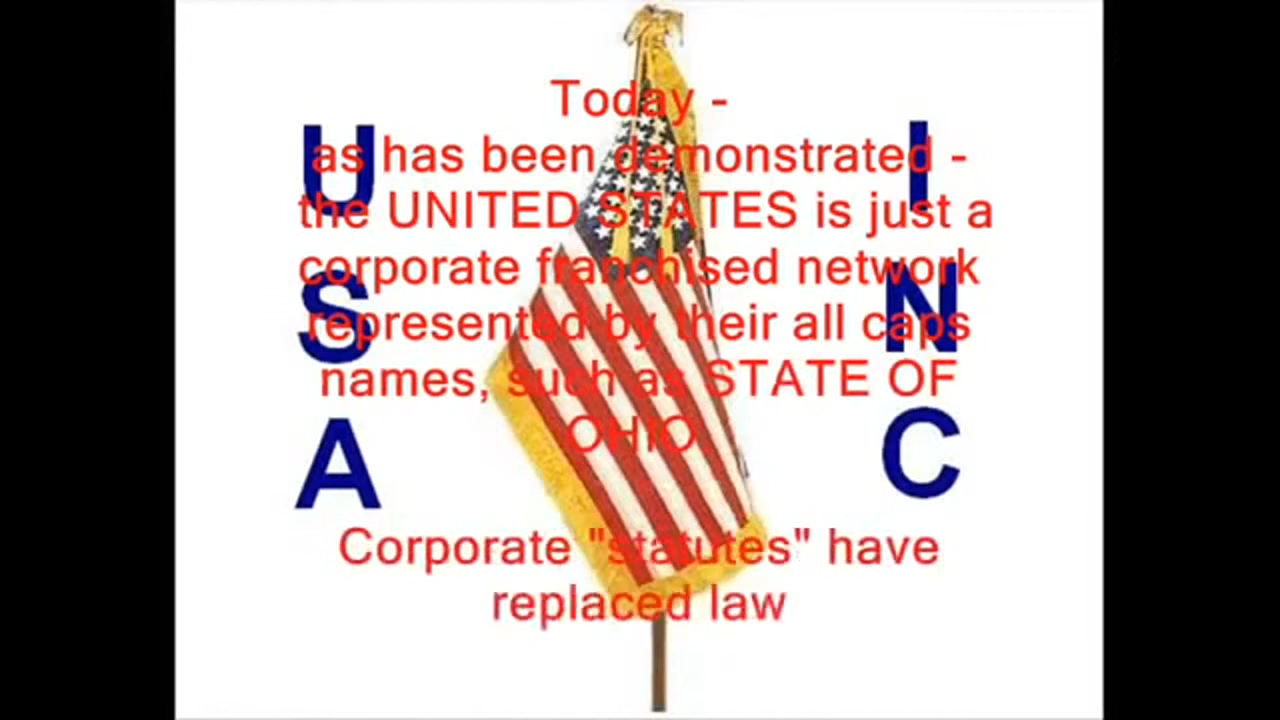 Today -
as has been demonstrated -
the UNITED STATES is just a
corporate franchised network
represented by their all caps
names, such as STATE OF
OHIO
Corporate "statutes" have
replaced law
U
S
A
I
N
C